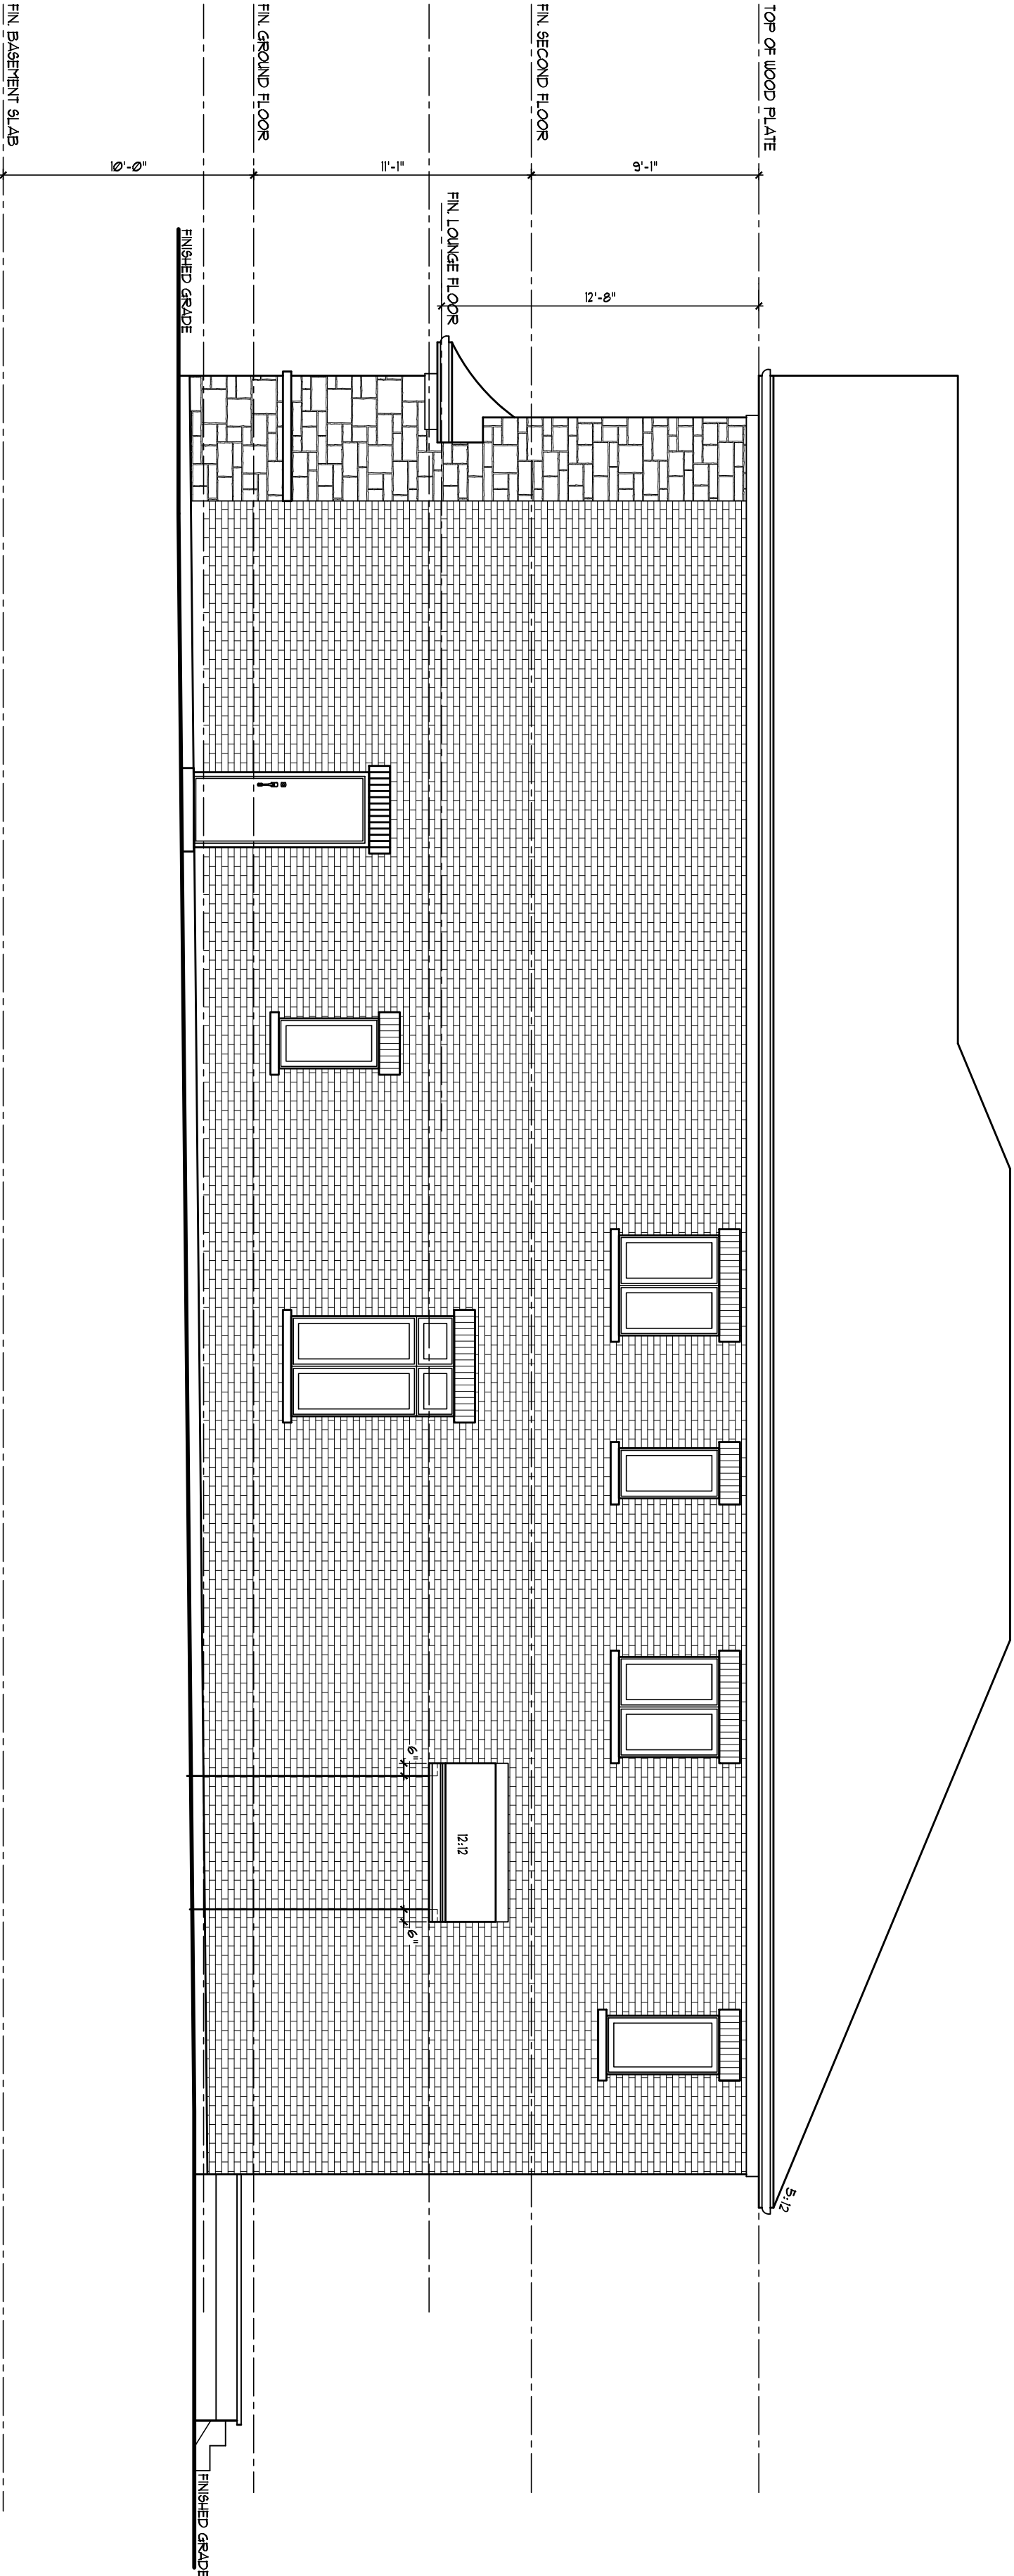 TOP OF WOOD PLATE
9'-1"
FIN. SECOND FLOOR
12'-8"
FIN. LOUNGE FLOOR
11'-1"
FIN. GROUND FLOOR
10'-0"
FINISHED GRADE
FIN. BASEMENT SLAB
5:12
12:12
6"
6"
FINISHED GRADE